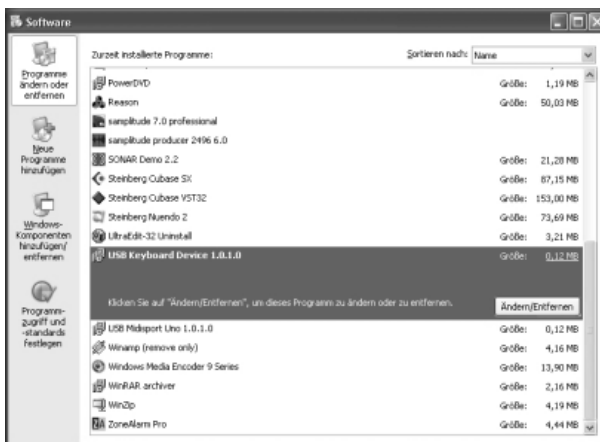 Software
Programme
ändern oder
entfernen
Neue
Programme
hinzufügen
Windows-
Komponenten
hinzufügen/
entfernen
Programm-
zugriff und
-standards
festlegen
Zurzeit installierte Programme: Sortieren nach: Name
PowerDVD Größe: 1,19 MB
Reason Größe: 50,03 MB
samplitude 7.0 professional
samplitude producer 2496 6.0
SONAR Demo 2.2 Größe: 21,28 MB
Steinberg Cubase SX Größe: 87,15 MB
Steinberg Cubase VST32 Größe: 153,00 MB
Steinberg Nuendo 2 Größe: 73,69 MB
UltraEdit-32 Uninstall Größe: 3,21 MB
USB Keyboard Device 1.0.1.0 Größe: 0,12 MB
Klicken Sie auf "Ändern/Entfernen", um dieses Programm zu ändern oder zu entfernen. Ändern/Entfernen
USB Midisport Uno 1.0.1.0 Größe: 0,12 MB
Winamp (remove only) Größe: 4,16 MB
Windows Media Encoder 9 Series Größe: 13,90 MB
WinRAR archiver Größe: 2,16 MB
WinZip Größe: 4,19 MB
ZoneAlarm Pro Größe: 4,44 MB